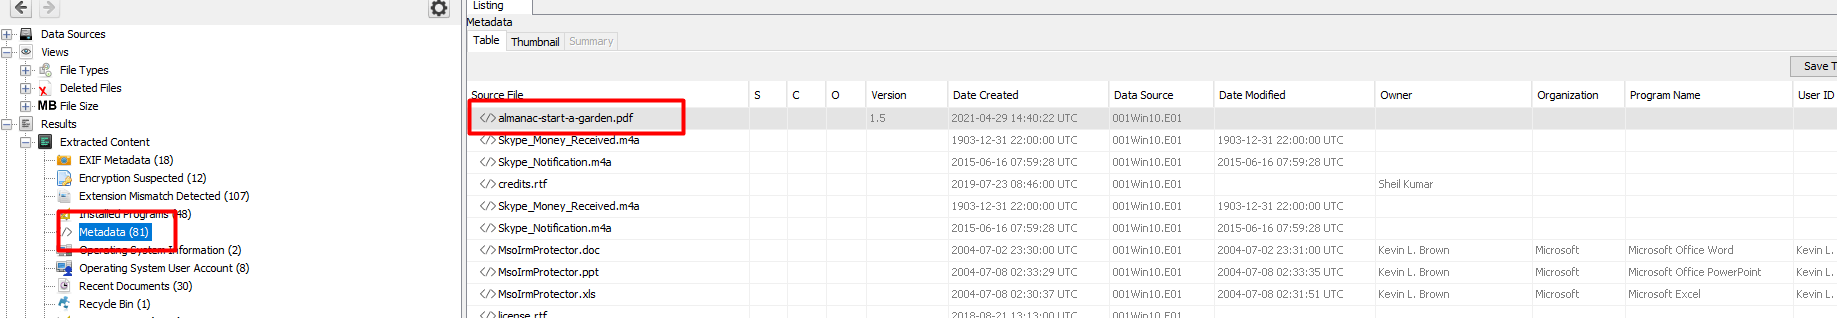 Data Sources
Views
File Types
Deleted Files
MB File Size
Results
Extracted Content
EXIF Metadata (18)
Encryption Suspected (12)
Extension Mismatch Detected (107)
Installed Programs (48)
Metadata (81)
Operating System Information (2)
Operating System User Account (8)
Recent Documents (30)
Recycle Bin (1)
Listing
Metadata
Table Thumbnail Summary
Save T
Source File S C O Version Date Created Data Source Date Modified Owner Organization Program Name User ID
almanac-start-a-garden.pdf 1.5 2021-04-29 14:40:22 UTC 001Win10.E01
Skype_Money_Received.m4a 1903-12-31 22:00:00 UTC 001Win10.E01 1903-12-31 22:00:00 UTC
Skype_Notification.m4a 2015-06-16 07:59:28 UTC 001Win10.E01 2015-06-16 07:59:28 UTC
credits.rtf 2019-07-23 08:46:00 UTC 001Win10.E01 Sheil Kumar
Skype_Money_Received.m4a 1903-12-31 22:00:00 UTC 001Win10.E01 1903-12-31 22:00:00 UTC
Skype_Notification.m4a 2015-06-16 07:59:28 UTC 001Win10.E01 2015-06-16 07:59:28 UTC
MsoIrmProtector.doc 2004-07-02 23:30:00 UTC 001Win10.E01 2004-07-02 23:31:00 UTC Kevin L. Brown Microsoft Microsoft Office Word Kevin L
MsoIrmProtector.ppt 2004-07-08 02:33:29 UTC 001Win10.E01 2004-07-08 02:33:35 UTC Kevin L. Brown Microsoft Microsoft Office PowerPoint Kevin L
MsoIrmProtector.xls 2004-07-08 02:30:37 UTC 001Win10.E01 2004-07-08 02:31:51 UTC Kevin L. Brown Microsoft Microsoft Excel Kevin L
license.rtf 2018-08-21 13:13:00 UTC 001Win10.E01